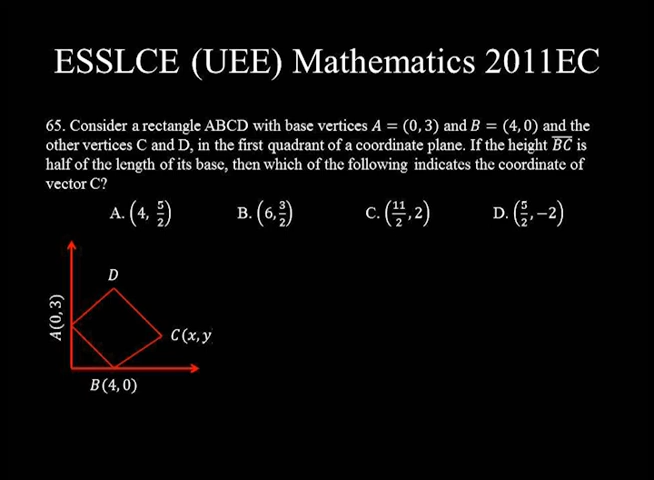 ESSLCE (UEE) Mathematics 2011EC
65. Consider a rectangle ABCD with base vertices A = (0, 3) and B = (4, 0) and the
other vertices C and D, in the first quadrant of a coordinate plane. If the height \overline{BC} is
half of the length of its base, then which of the following indicates the coordinate of
vector C?
A. (4, 5/2) B. (6, 3/2) C. (11/2, 2) D. (5/2, −2)
D
A(0, 3)
C(x, y
B(4, 0)